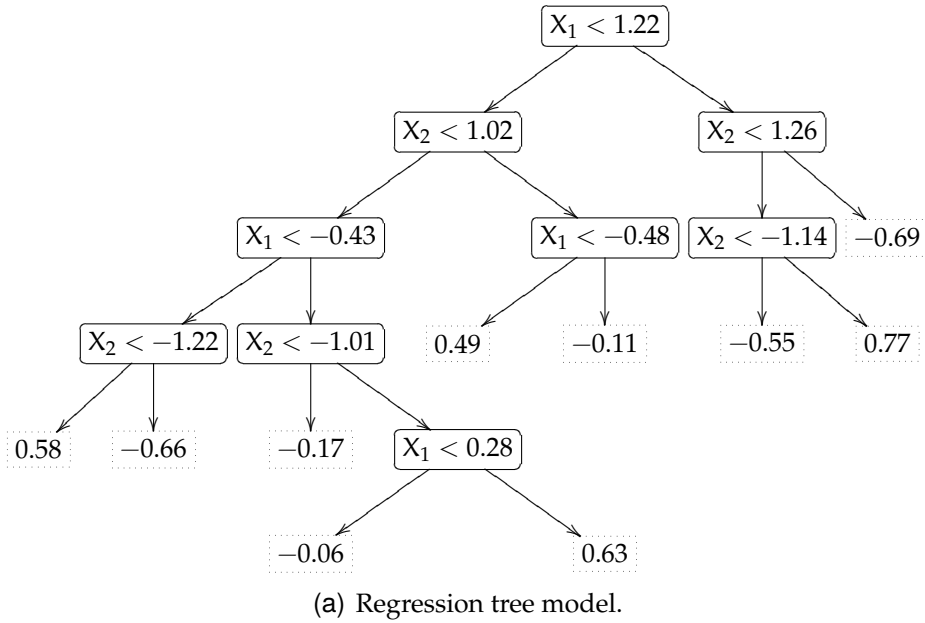 X₁ < 1.22
X₂ < 1.02
X₂ < 1.26
X₁ < −0.43
X₁ < −0.48
X₂ < −1.14
−0.69
X₂ < −1.22
X₂ < −1.01
0.49
−0.11
−0.55
0.77
0.58
−0.66
−0.17
X₁ < 0.28
−0.06
0.63
(a) Regression tree model.